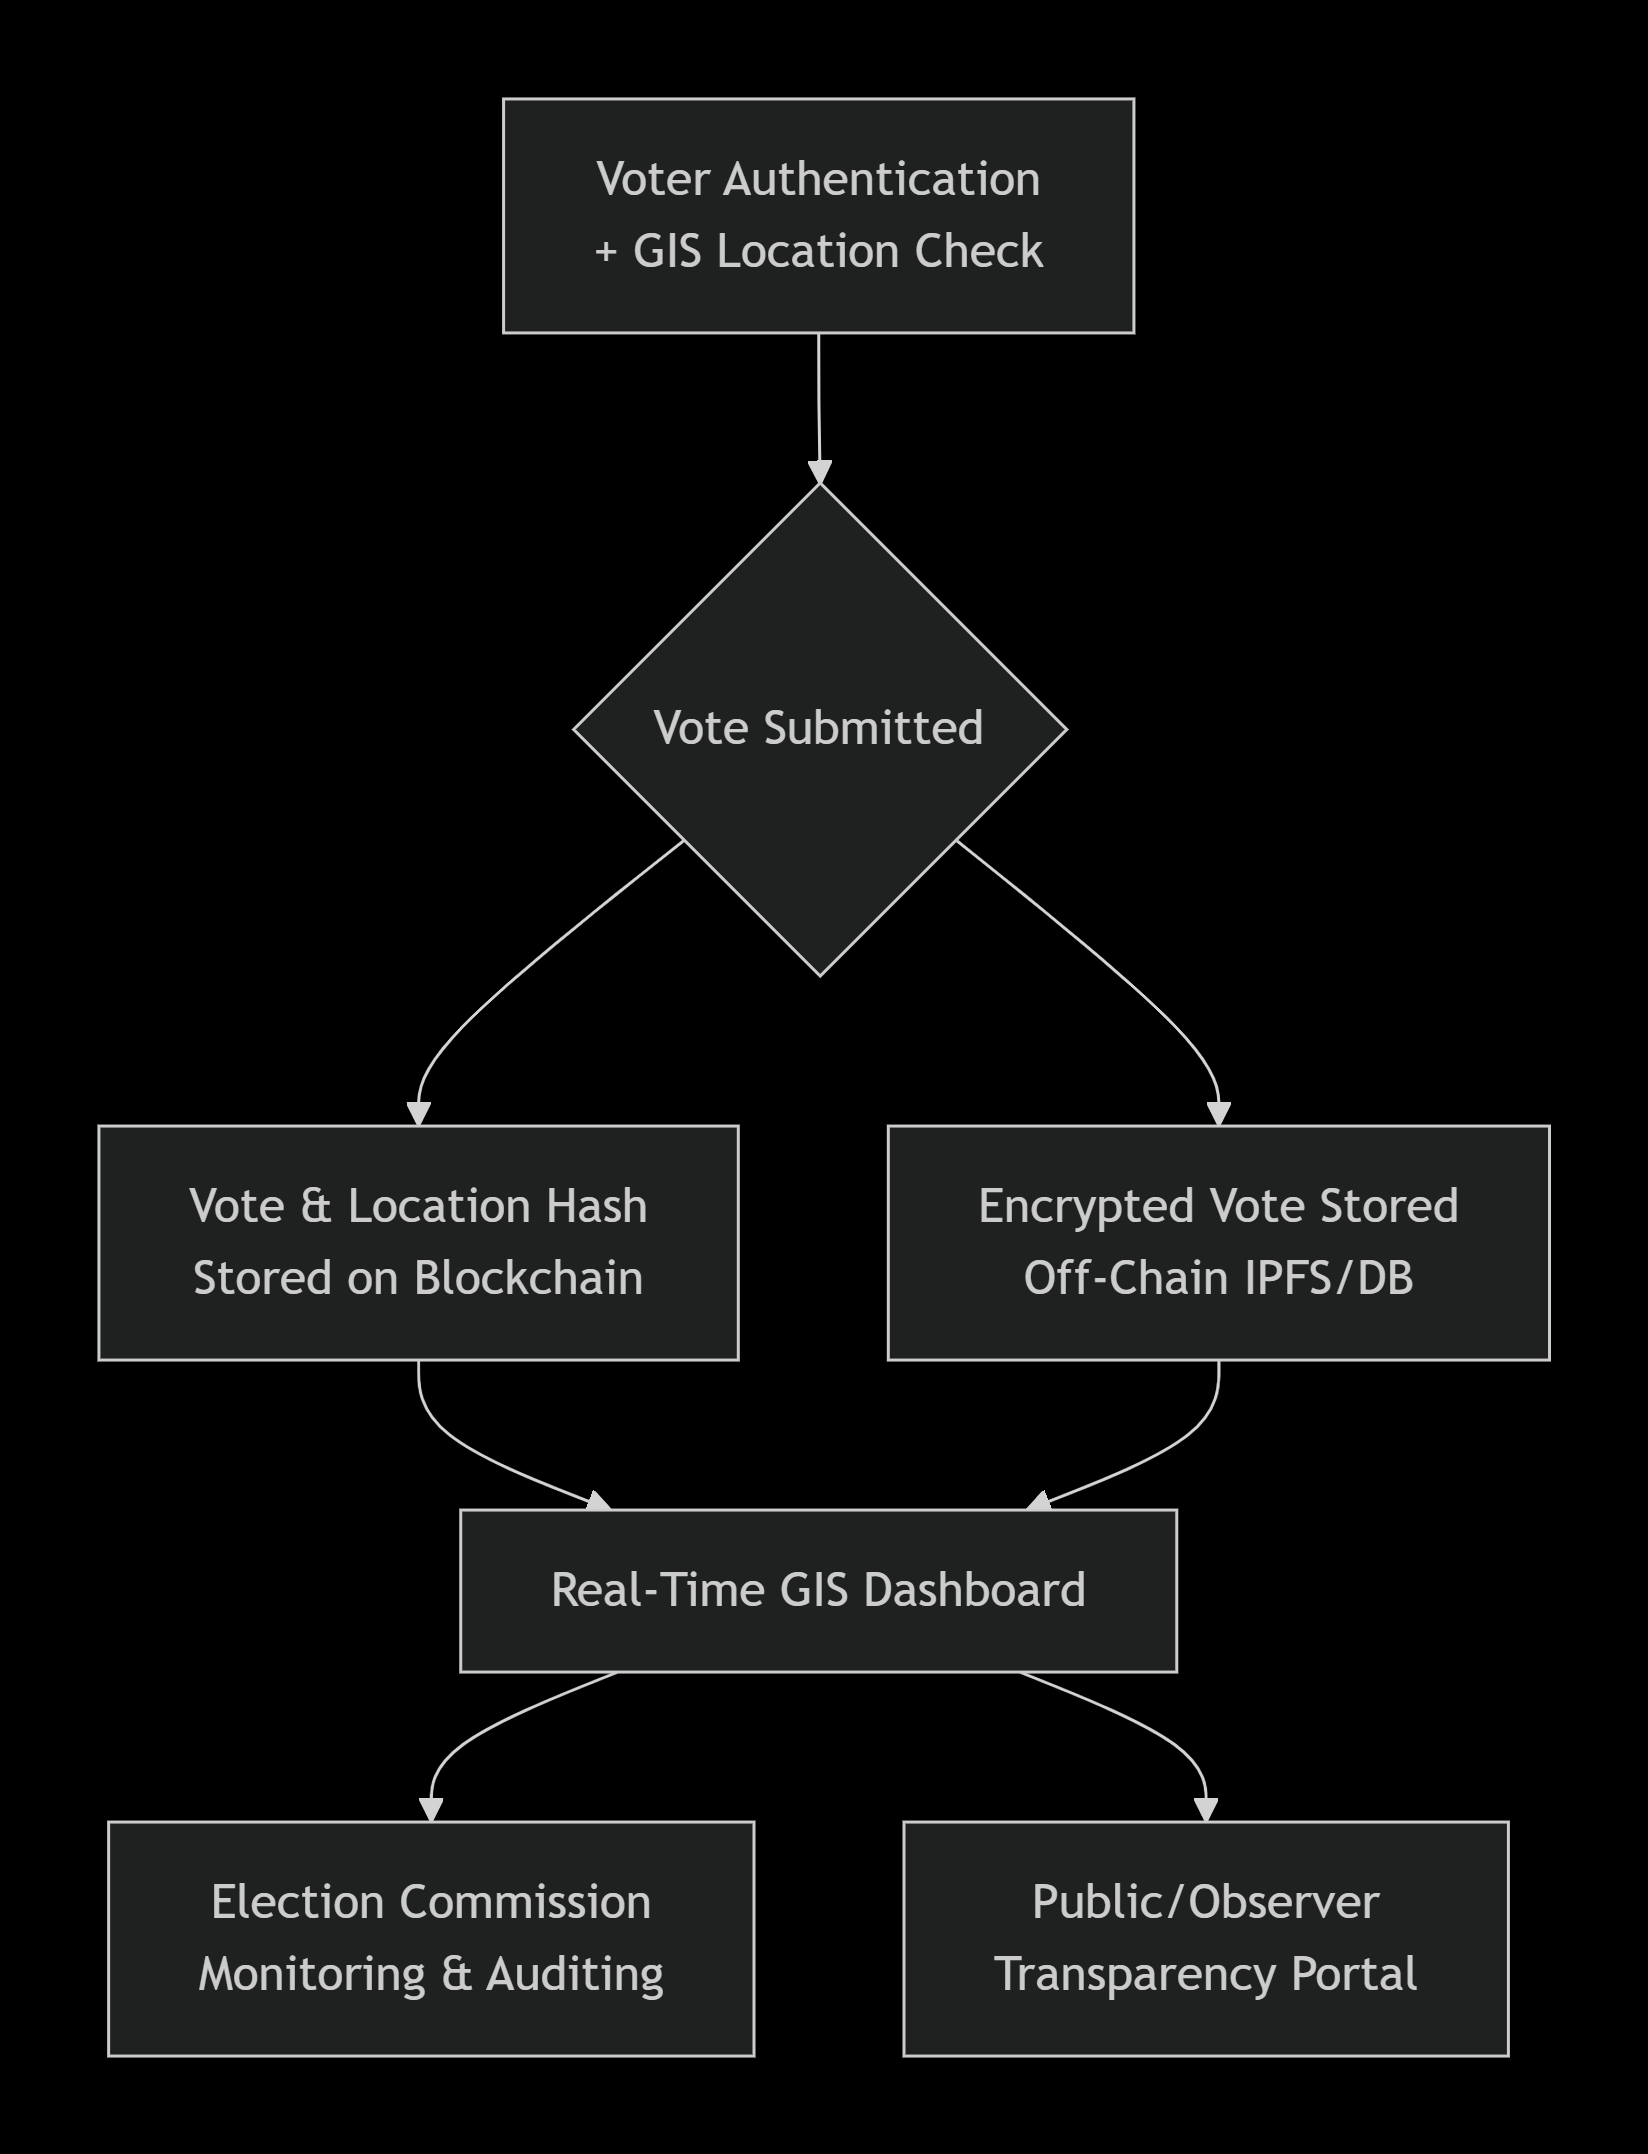 Voter Authentication
+ GIS Location Check
Vote Submitted
Vote & Location Hash
Stored on Blockchain
Encrypted Vote Stored
Off-Chain IPFS/DB
Real-Time GIS Dashboard
Election Commission
Monitoring & Auditing
Public/Observer
Transparency Portal